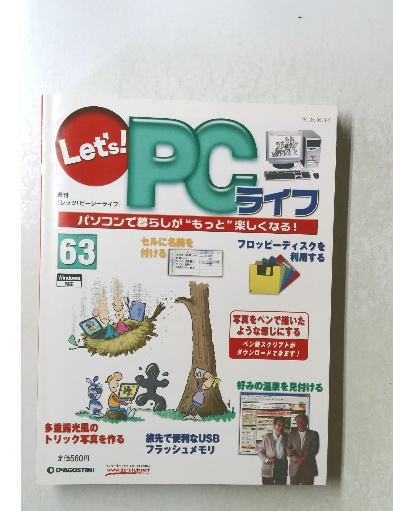 Let's!
PC
ライフ
週刊
「レッツ!ピーシーライフ」
パソコンで暮らしが"もっと"楽しくなる!
63
Windows
対応
セルに名前を
付ける
フロッピーディスクを
利用する
写真をペンで描いた
ような感じにする
ペン画スクリプトが
ダウンロードできます!
好みの温泉を見付ける
多重露光風の
トリック写真を作る
旅先で便利なUSB
フラッシュメモリ
定価560円
DeAGOSTINI